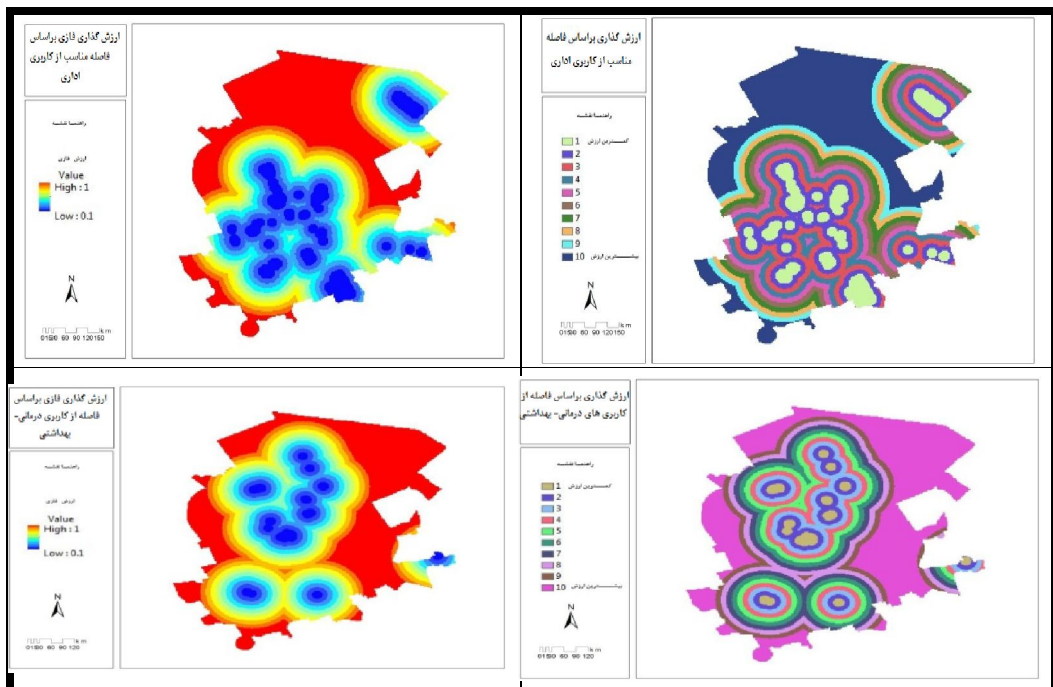 ارزش گذاری فازی براساس
فاصله مناسب از کاربری
اداری
راهنما نقشه
ارزش فازی
Value
High : 1
Low : 0.1
N
ارزش گذاری براساس فاصله
مناسب از کاربری اداری
راهنما نقشه
1 کمترین ارزش
2
3
4
5
6
7
8
9
10 بیشترین ارزش
N
ارزش گذاری فازی براساس
فاصله از کاربری درمانی-
بهداشتی
راهنما نقشه
ارزش فازی
Value
High : 1
Low : 0.1
N
ارزش گذاری براساس فاصله از
کاربری های درمانی- بهداشتی
راهنما نقشه
1 کمترین ارزش
2
3
4
5
6
7
8
9
10 بیشترین ارزش
N